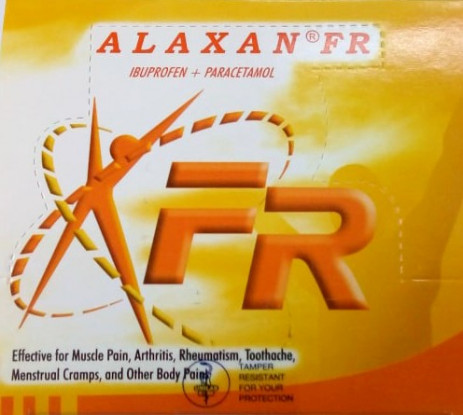 ALAXAN® FR
IBUPROFEN + PARACETAMOL
FR
Effective for Muscle Pain, Arthritis, Rheumatism, Toothache,
Menstrual Cramps, and Other Body Pains
TAMPER
RESISTANT
FOR YOUR
PROTECTION